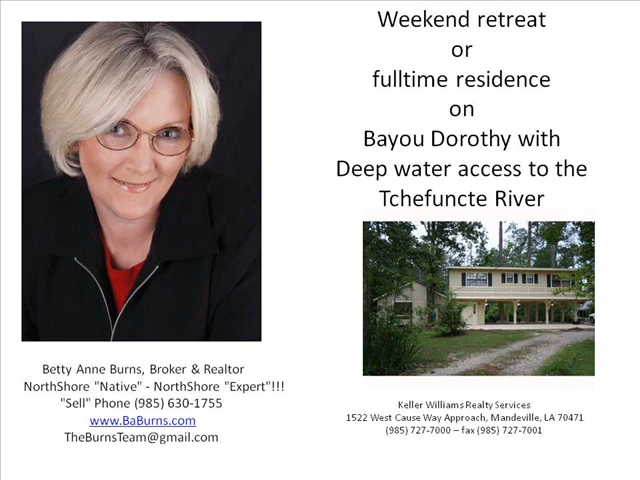 Weekend retreat
or
fulltime residence
on
Bayou Dorothy with
Deep water access to the
Tchefuncte River
Betty Anne Burns, Broker & Realtor
NorthShore "Native" - NorthShore "Expert"!!!
"Sell" Phone (985) 630-1755
www.BaBurns.com
TheBurnsTeam@gmail.com
Keller Williams Realty Services
1522 West Cause Way Approach, Mandeville, LA 70471
(985) 727-7000 – fax (985) 727-7001